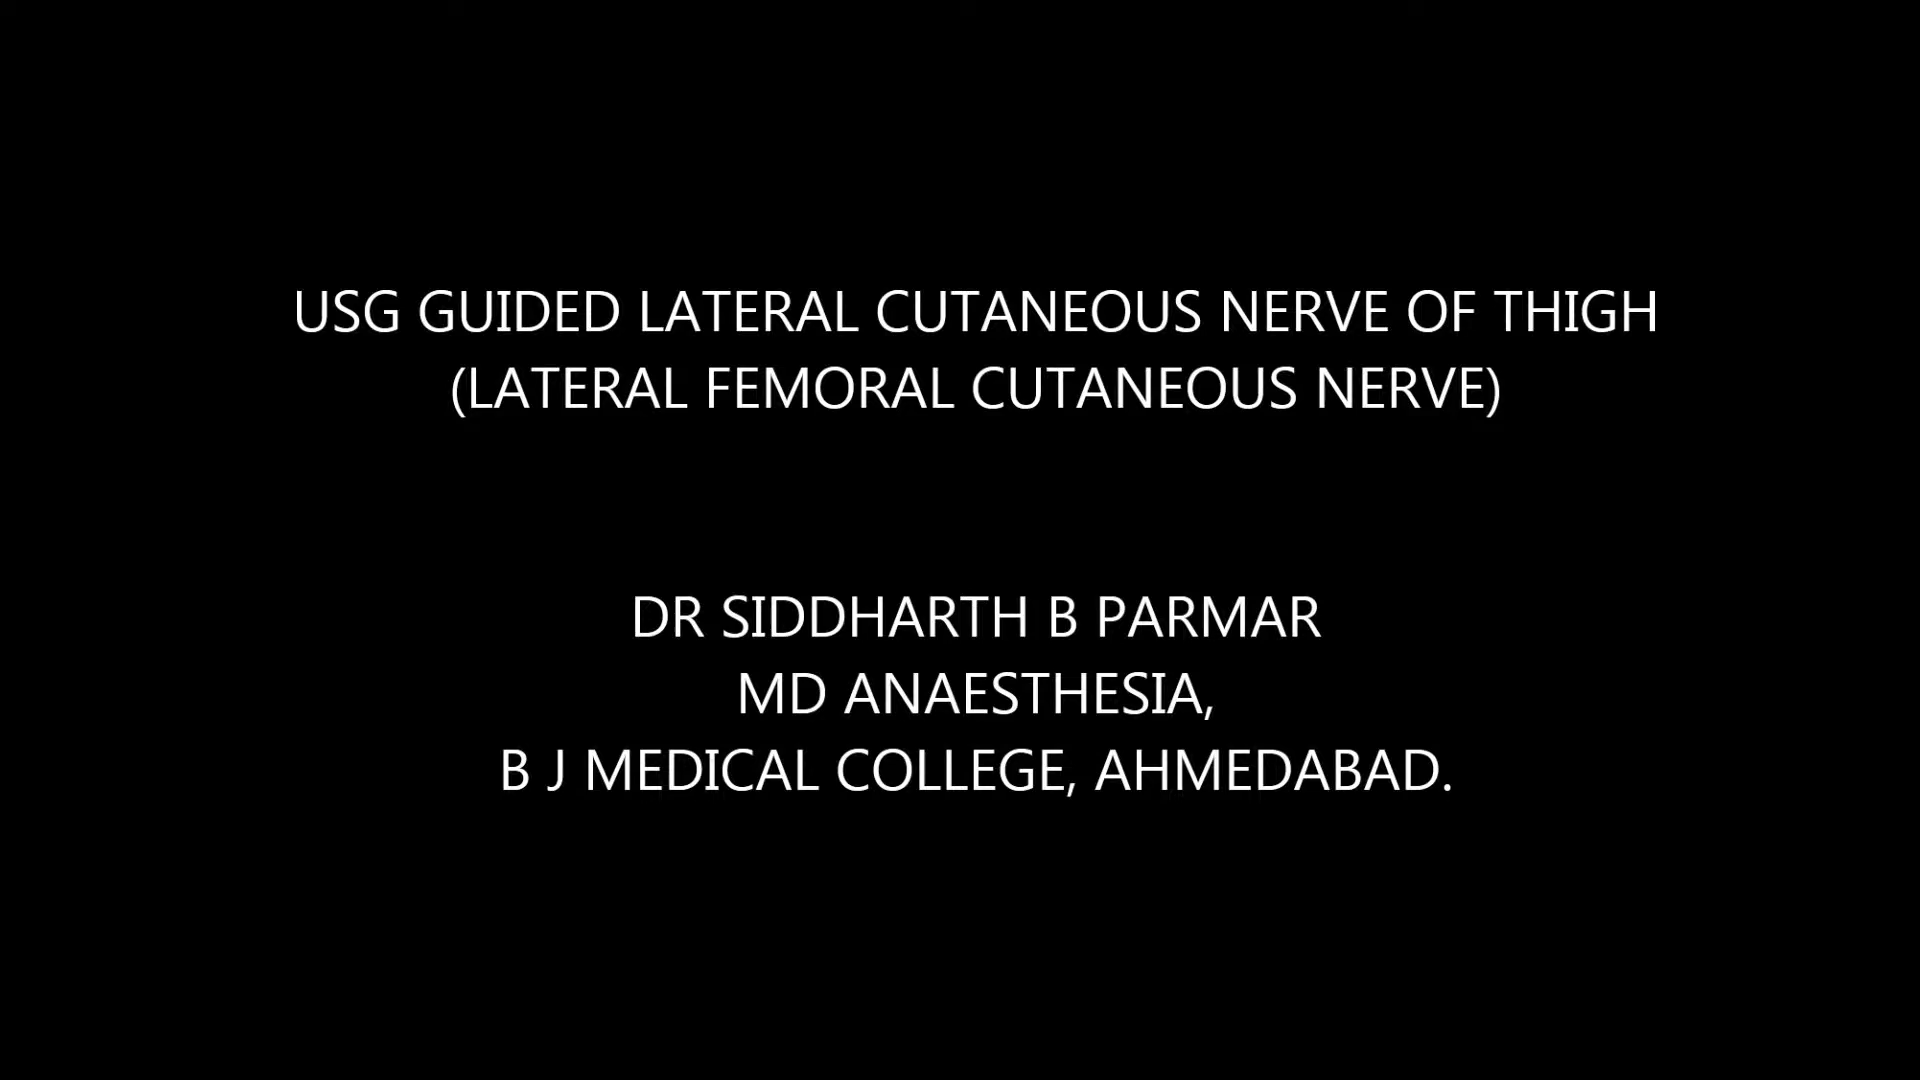 USG GUIDED LATERAL CUTANEOUS NERVE OF THIGH
(LATERAL FEMORAL CUTANEOUS NERVE)
DR SIDDHARTH B PARMAR
MD ANAESTHESIA,
B J MEDICAL COLLEGE, AHMEDABAD.